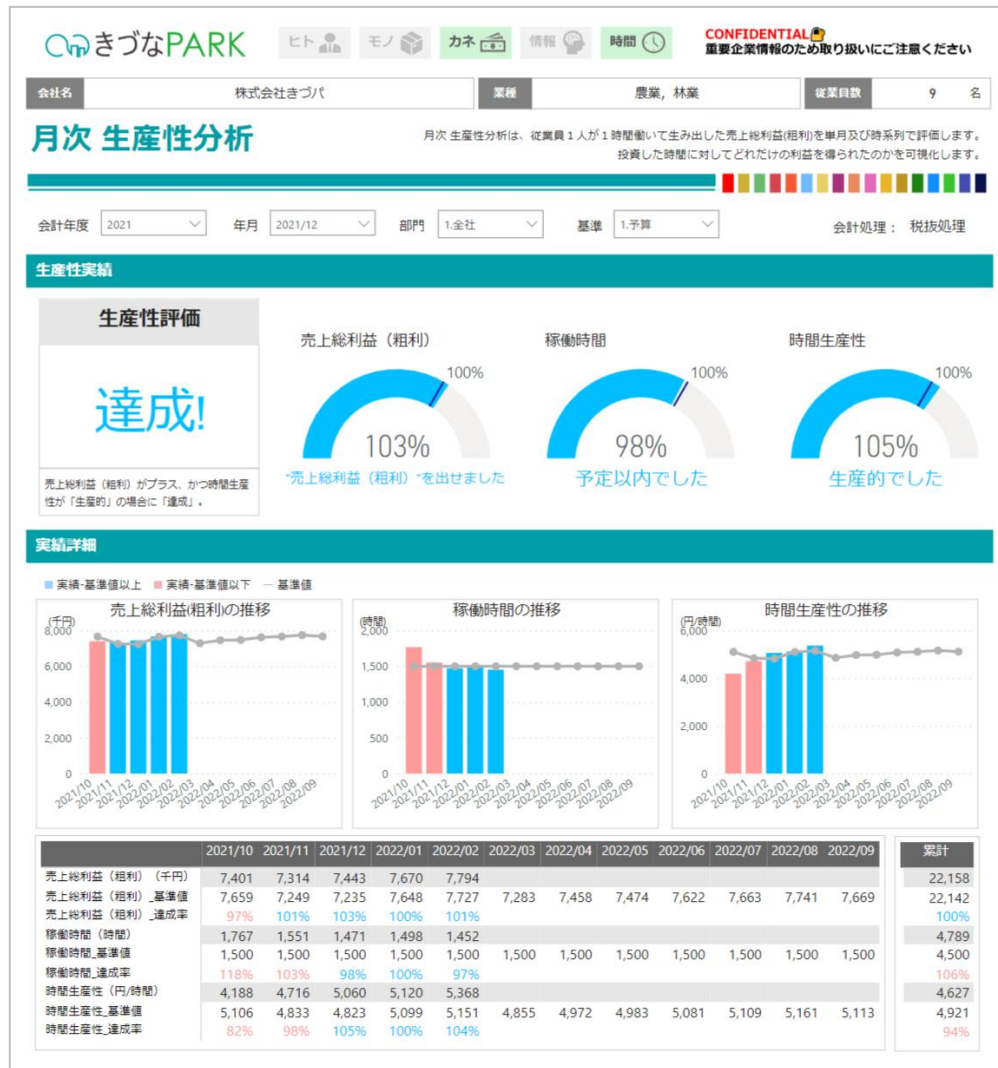 きづなPARK
ヒト モノ カネ 情報 時間
CONFIDENTIAL
重要企業情報のため取り扱いにご注意ください
会社名 株式会社きづパ 業種 農業, 林業 従業員数 9 名
月次 生産性分析
月次 生産性分析は、従業員1人が1時間働いて生み出した売上総利益(粗利)を単月及び時系列で評価します。
投資した時間に対してどれだけの利益を得られたのかを可視化します。
会計年度 2021 年月 2021/12 部門 1.全社 基準 1.予算 会計処理： 税抜処理
生産性実績
生産性評価
達成!
売上総利益（粗利）がプラス、かつ時間生産
性が「生産的」の場合に「達成」。
売上総利益（粗利）
100%
103%
"売上総利益（粗利）"を出せました
稼働時間
100%
98%
予定以内でした
時間生産性
100%
105%
生産的でした
実績詳細
実績-基準値以上 実績-基準値以下 基準値
売上総利益(粗利)の推移
(千円)
8,000
6,000
4,000
2,000
0
2021/10 2021/11 2021/12 2022/01 2022/02 2022/03 2022/04 2022/05 2022/06 2022/07 2022/08 2022/09
稼働時間の推移
(時間)
2,000
1,500
1,000
500
0
2021/10 2021/11 2021/12 2022/01 2022/02 2022/03 2022/04 2022/05 2022/06 2022/07 2022/08 2022/09
時間生産性の推移
(円/時間)
6,000
4,000
2,000
0
2021/10 2021/11 2021/12 2022/01 2022/02 2022/03 2022/04 2022/05 2022/06 2022/07 2022/08 2022/09
2021/10 2021/11 2021/12 2022/01 2022/02 2022/03 2022/04 2022/05 2022/06 2022/07 2022/08 2022/09 累計
売上総利益（粗利）（千円） 7,401 7,314 7,443 7,670 7,794 22,158
売上総利益（粗利）_基準値 7,659 7,249 7,235 7,648 7,727 7,283 7,458 7,474 7,622 7,663 7,741 7,669 22,142
売上総利益（粗利）_達成率 97% 101% 103% 100% 101% 100%
稼働時間（時間） 1,767 1,551 1,471 1,498 1,452 4,789
稼働時間_基準値 1,500 1,500 1,500 1,500 1,500 1,500 1,500 1,500 1,500 1,500 1,500 1,500 4,500
稼働時間_達成率 118% 103% 98% 100% 97% 106%
時間生産性（円/時間） 4,188 4,716 5,060 5,120 5,368 4,627
時間生産性_基準値 5,106 4,833 4,823 5,099 5,151 4,855 4,972 4,983 5,081 5,109 5,161 5,113 4,921
時間生産性_達成率 82% 98% 105% 100% 104% 94%